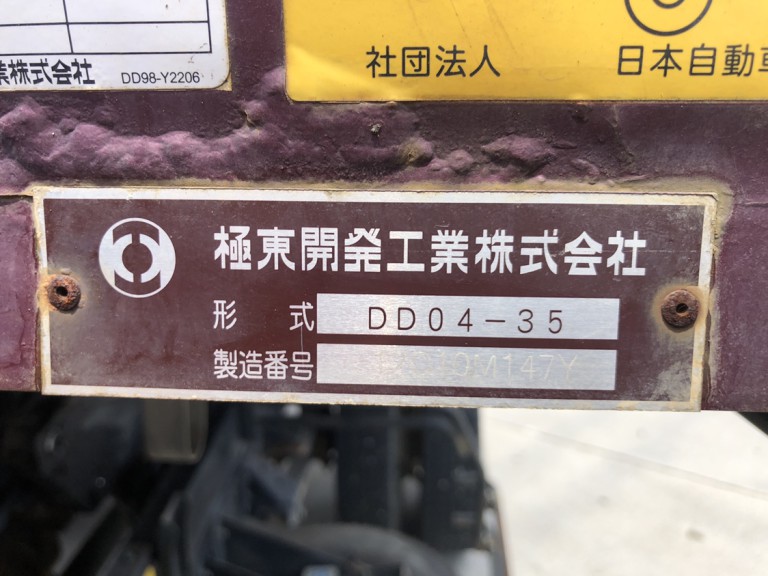 業株式会社 DD98-Y2206
社団法人 日本自動車
極東開発工業株式会社
形 式 DD04-35
製造番号